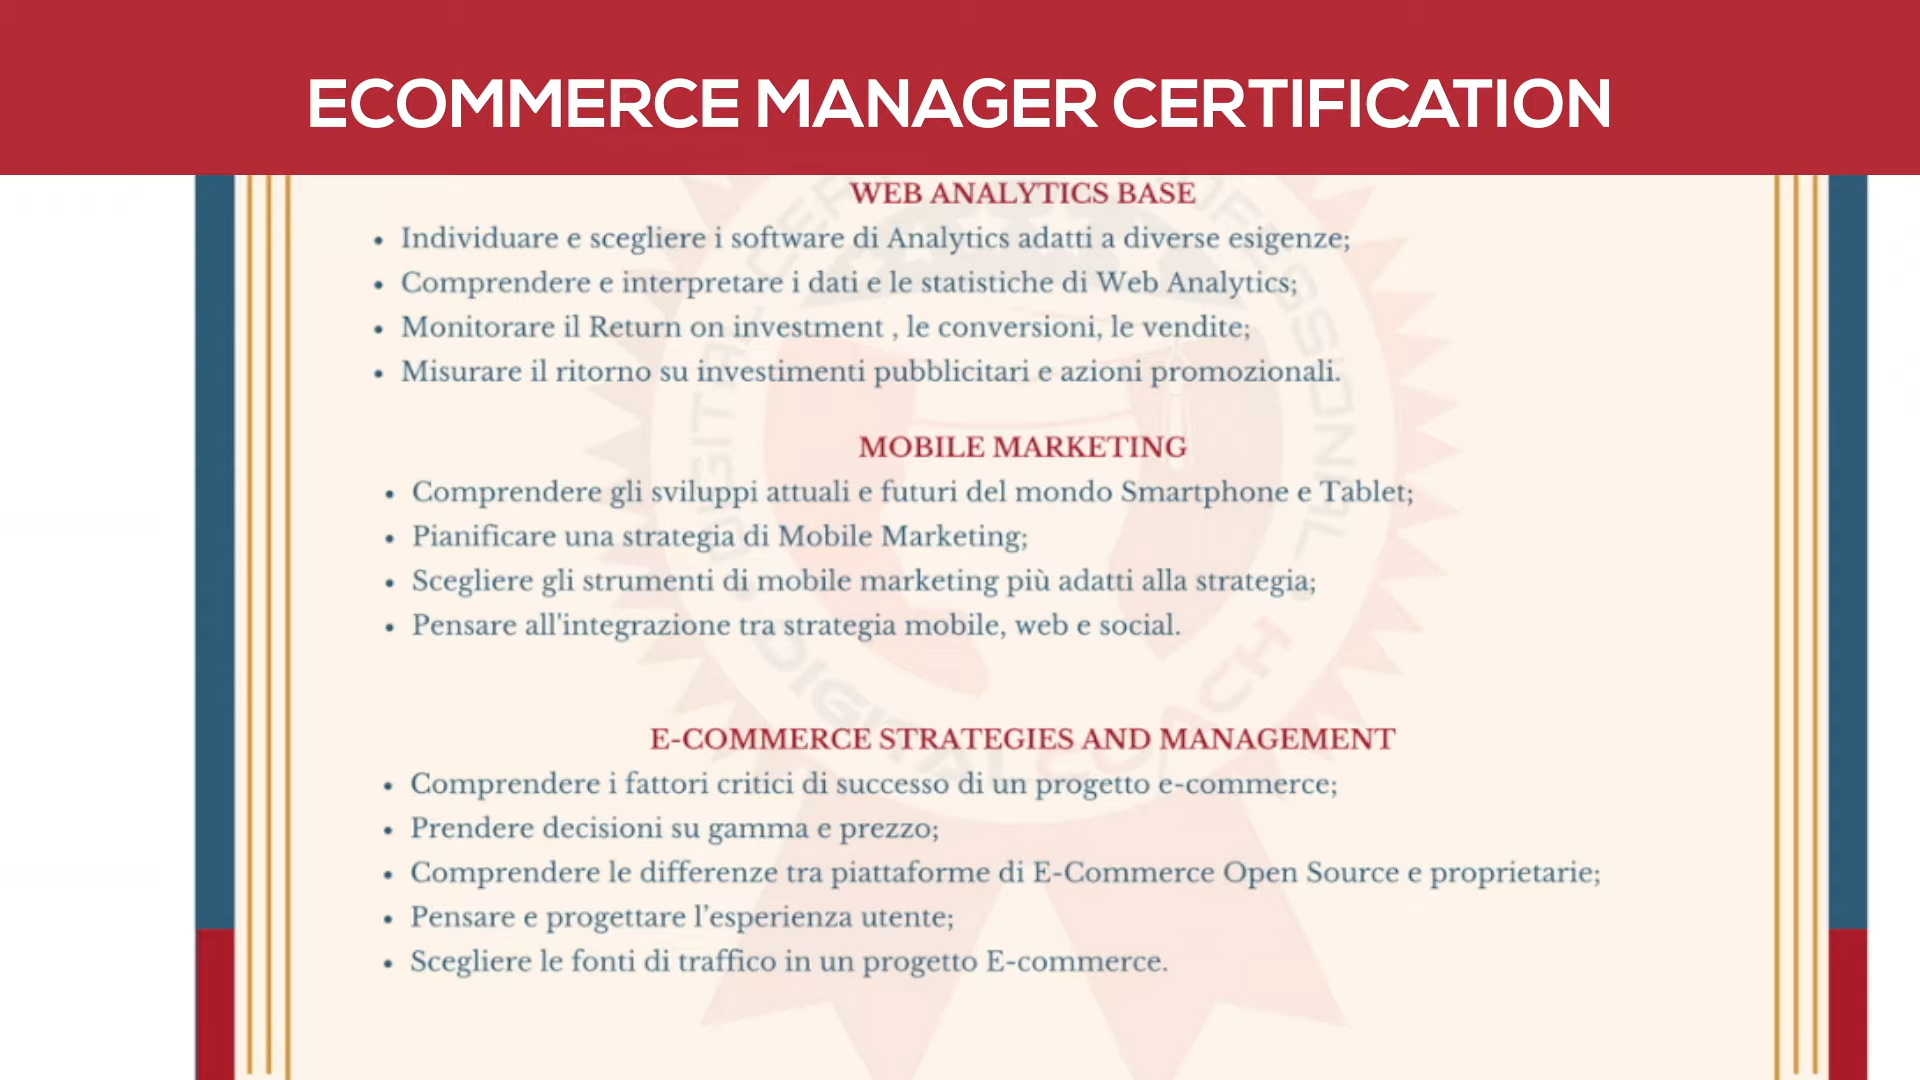 ECOMMERCE MANAGER CERTIFICATION
WEB ANALYTICS BASE
• Individuare e scegliere i software di Analytics adatti a diverse esigenze;
• Comprendere e interpretare i dati e le statistiche di Web Analytics;
• Monitorare il Return on investment , le conversioni, le vendite;
• Misurare il ritorno su investimenti pubblicitari e azioni promozionali.
MOBILE MARKETING
• Comprendere gli sviluppi attuali e futuri del mondo Smartphone e Tablet;
• Pianificare una strategia di Mobile Marketing;
• Scegliere gli strumenti di mobile marketing più adatti alla strategia;
• Pensare all'integrazione tra strategia mobile, web e social.
E-COMMERCE STRATEGIES AND MANAGEMENT
• Comprendere i fattori critici di successo di un progetto e-commerce;
• Prendere decisioni su gamma e prezzo;
• Comprendere le differenze tra piattaforme di E-Commerce Open Source e proprietarie;
• Pensare e progettare l’esperienza utente;
• Scegliere le fonti di traffico in un progetto E-commerce.